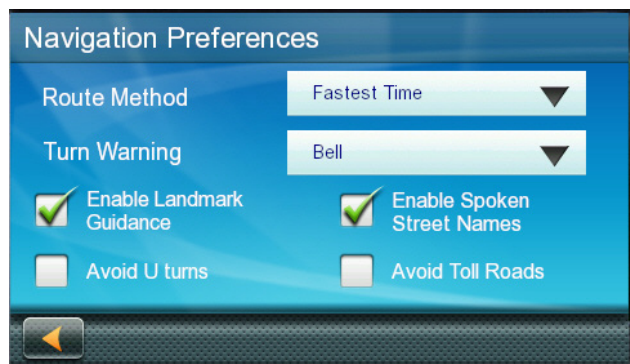 Navigation Preferences
Route Method
Fastest Time
Turn Warning
Bell
Enable Landmark
Guidance
Enable Spoken
Street Names
Avoid U turns
Avoid Toll Roads